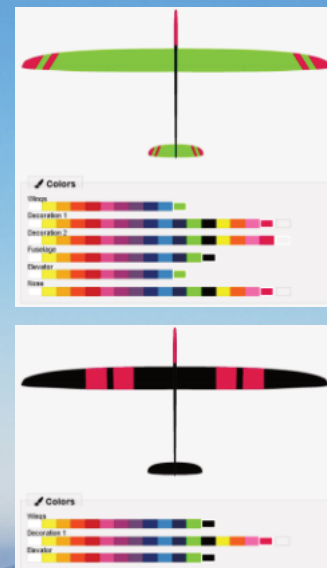 Colors
Wings
Decoration 1
Decoration 2
Fuselage
Elevator
Nose
Colors
Wings
Decoration 1
Elevator